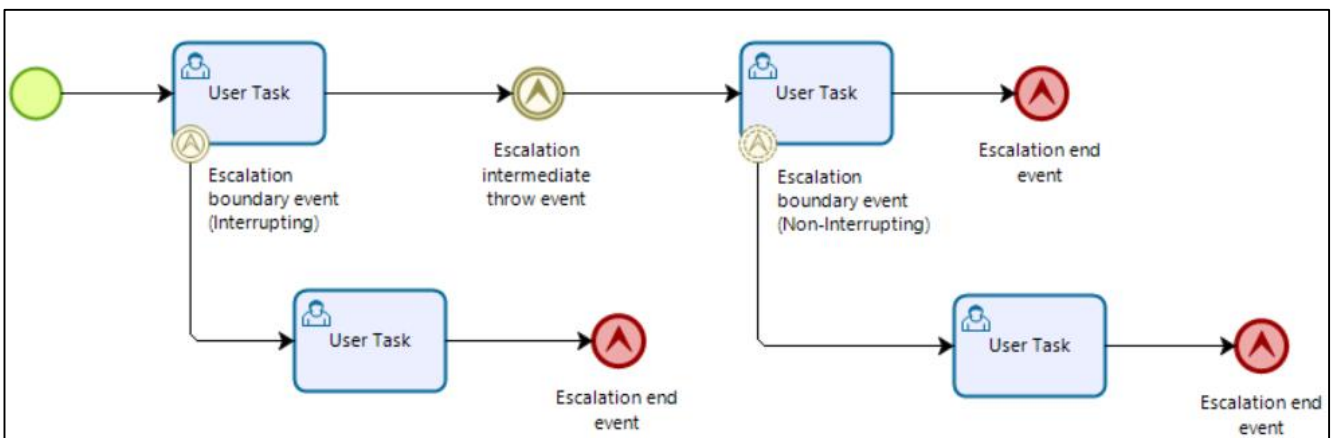 User Task
Escalation
boundary event
(Interrupting)
Escalation
intermediate
throw event
User Task
Escalation
boundary event
(Non-Interrupting)
Escalation end
event
User Task
Escalation end
event
User Task
Escalation end
event